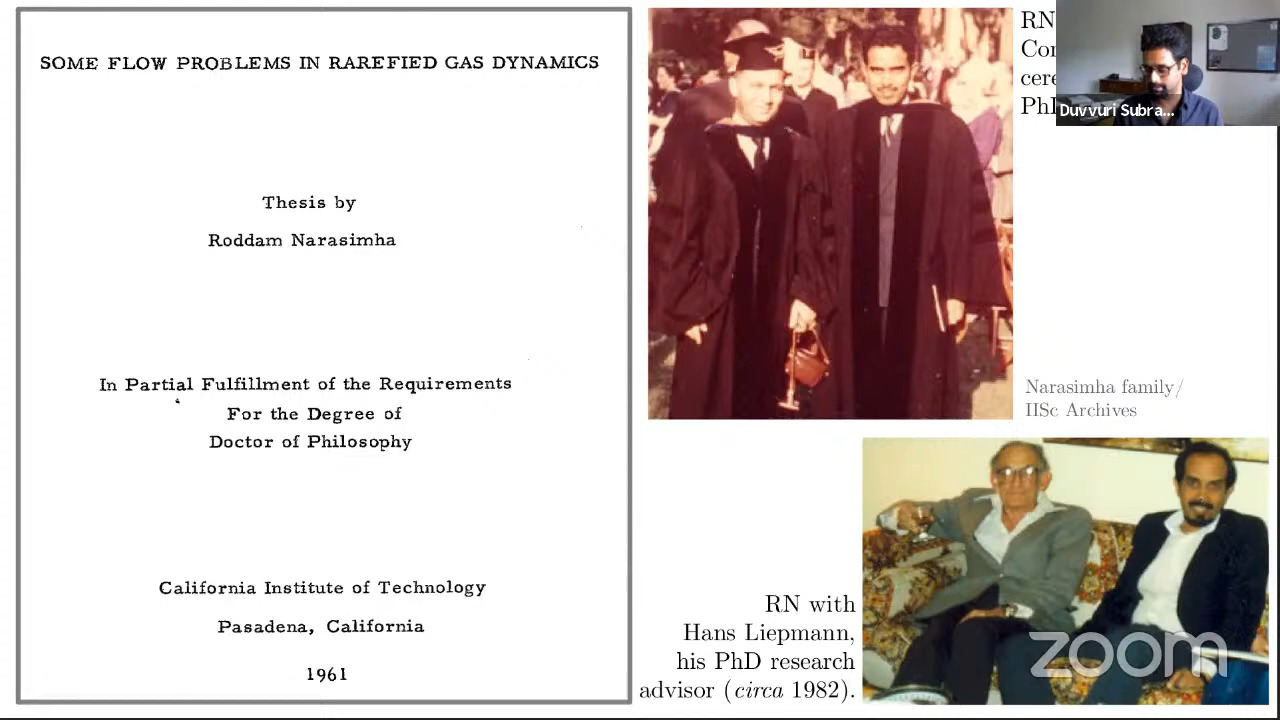 SOME FLOW PROBLEMS IN RAREFIED GAS DYNAMICS
Thesis by
Roddam Narasimha
In Partial Fulfillment of the Requirements
For the Degree of
Doctor of Philosophy
California Institute of Technology
Pasadena, California
1961
RN
Duvvuri Subra...
Narasimha family/
IISc Archives
RN with
Hans Liepmann,
his PhD research
advisor (circa 1982).
zoom